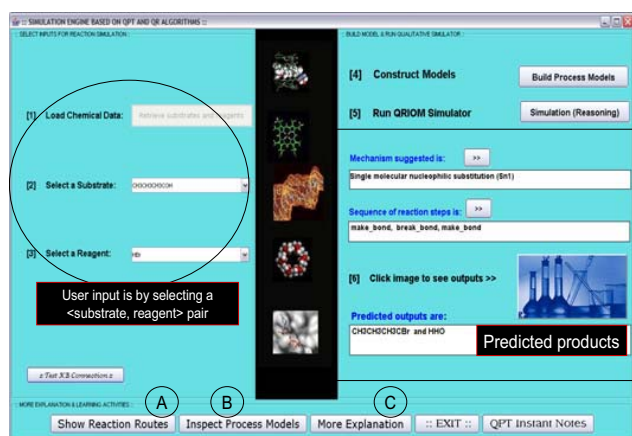 :: SIMULATION ENGINE BASED ON QPT AND QR ALGORITHMS ::
:: SELECT INPUTS FOR REACTION SIMULATION ::
[1] Load Chemical Data: Retrieve substrates and reagents
[2] Select a Substrate: CH3CH3CH3COH
[3] Select a Reagent: HBr
User input is by selecting a
<substrate, reagent> pair
:: Test KB Connection ::
:: BUILD MODEL & RUN QUALITATIVE SIMULATOR ::
[4] Construct Models Build Process Models
[5] Run QRIOM Simulator Simulation (Reasoning)
Mechanism suggested is: >>
Single molecular nucleophilic substitution (Sn1)
Sequence of reaction steps is: >>
make_bond, break_bond, make_bond
[6] Click image to see outputs >>
Predicted outputs are:
CH3CH3CH3CBr and HHO
Predicted products
:: MORE EXPLANATION & LEARNING ACTIVITIES ::
A B C
Show Reaction Routes Inspect Process Models More Explanation :: EXIT :: QPT Instant Notes